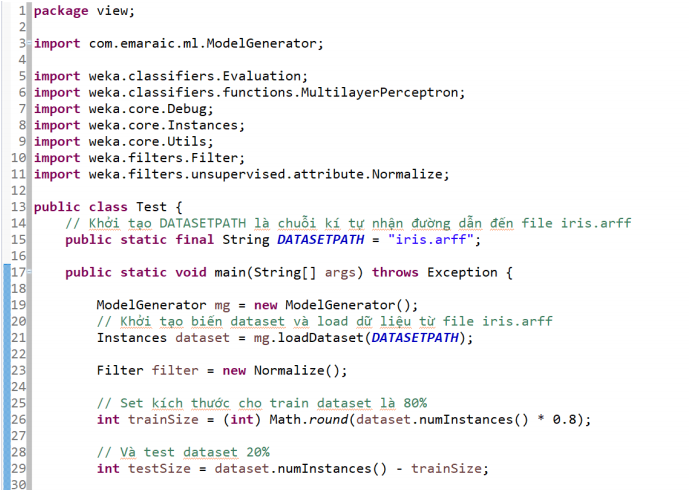 1 package view;
2
3 import com.emaraic.ml.ModelGenerator;
4
5 import weka.classifiers.Evaluation;
6 import weka.classifiers.functions.MultilayerPerceptron;
7 import weka.core.Debug;
8 import weka.core.Instances;
9 import weka.core.Utils;
10 import weka.filters.Filter;
11 import weka.filters.unsupervised.attribute.Normalize;
12
13 public class Test {
14 // Khởi tạo DATASETPATH là chuỗi kí tự nhận đường dẫn đến file iris.arff
15 public static final String DATASETPATH = "iris.arff";
16
17 public static void main(String[] args) throws Exception {
18
19 ModelGenerator mg = new ModelGenerator();
20 // Khởi tạo biến dataset và load dữ liệu từ file iris.arff
21 Instances dataset = mg.loadDataset(DATASETPATH);
22
23 Filter filter = new Normalize();
24
25 // Set kích thước cho train dataset là 80%
26 int trainSize = (int) Math.round(dataset.numInstances() * 0.8);
27
28 // Và test dataset 20%
29 int testSize = dataset.numInstances() - trainSize;
30